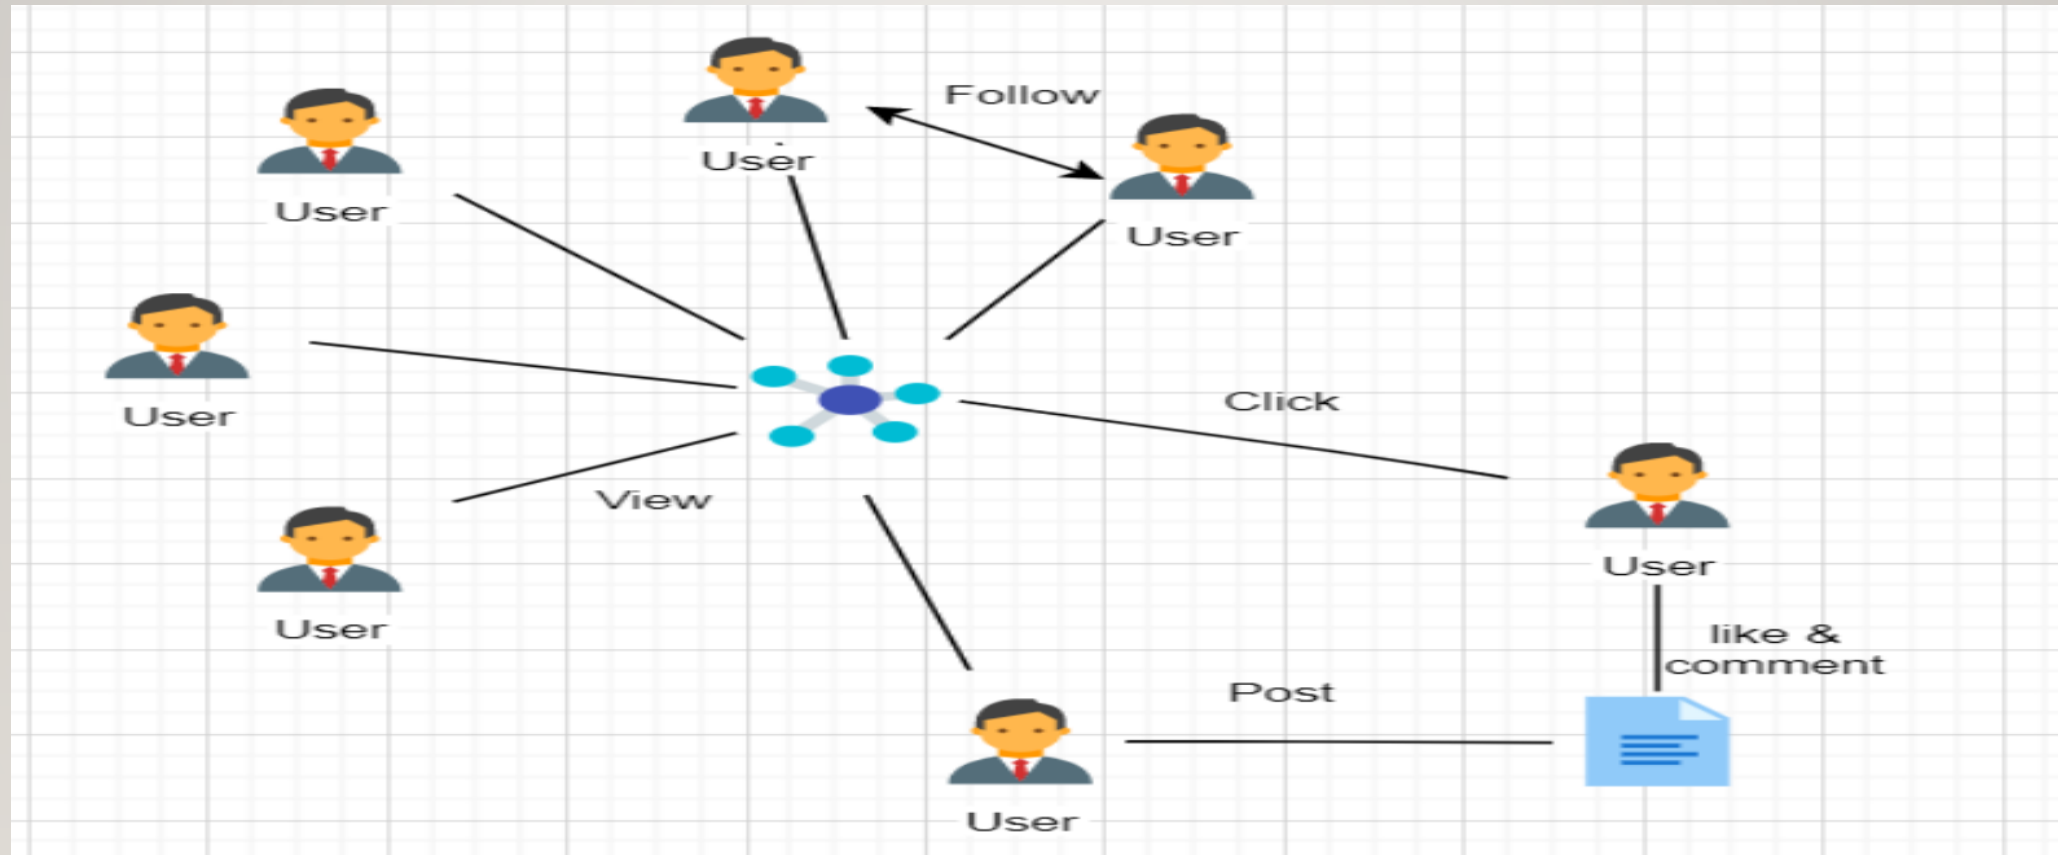 Follow
User
User
User
User
Click
View
User
User
like &
comment
Post
User